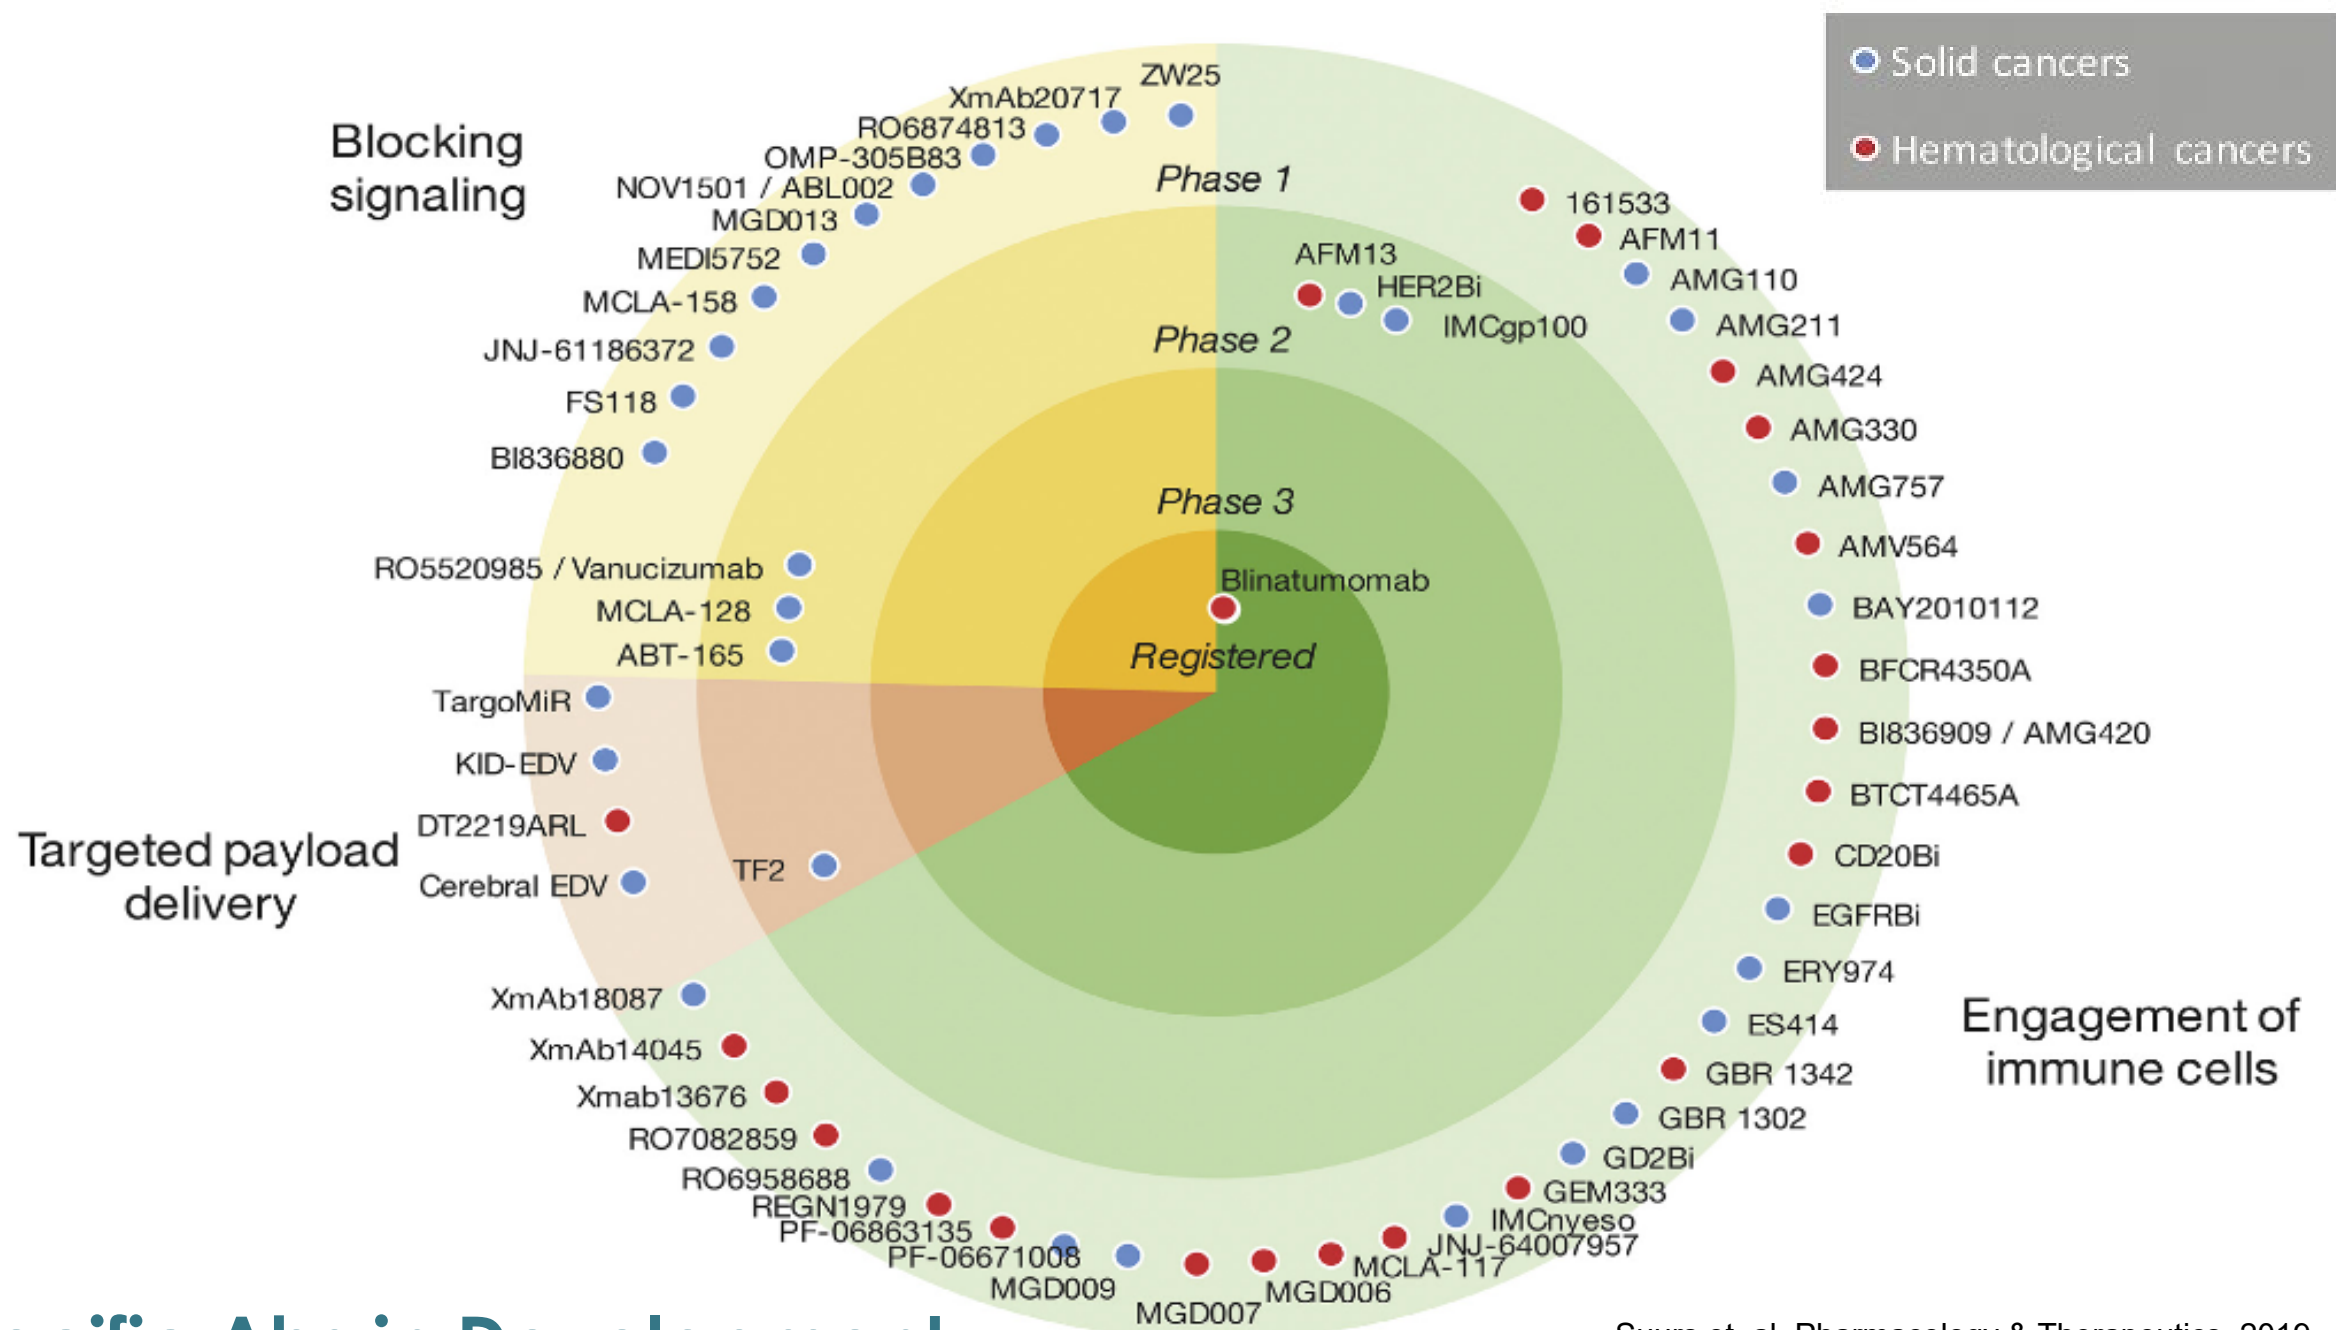 Solid cancers
Hematological cancers
Blocking
signaling
ZW25
XmAb20717
RO6874813
OMP-305B83
NOV1501 / ABL002
MGD013
MEDI5752
MCLA-158
JNJ-61186372
FS118
BI836880
RO5520985 / Vanucizumab
MCLA-128
ABT-165
Phase 1
Phase 2
Phase 3
Registered
Blinatumomab
AFM13
HER2Bi
IMCgp100
161533
AFM11
AMG110
AMG211
AMG424
AMG330
AMG757
AMV564
BAY2010112
BFCR4350A
BI836909 / AMG420
BTCT4465A
CD20Bi
EGFRBi
ERY974
ES414
GBR 1342
GBR 1302
GD2Bi
GEM333
IMCnyeso
JNJ-64007957
MCLA-117
MGD006
MGD007
MGD009
PF-06671008
PF-06863135
REGN1979
RO6958688
RO7082859
Xmab13676
XmAb14045
XmAb18087
Engagement of
immune cells
Targeted payload
delivery
TargoMiR
KID-EDV
DT2219ARL
Cerebral EDV
TF2